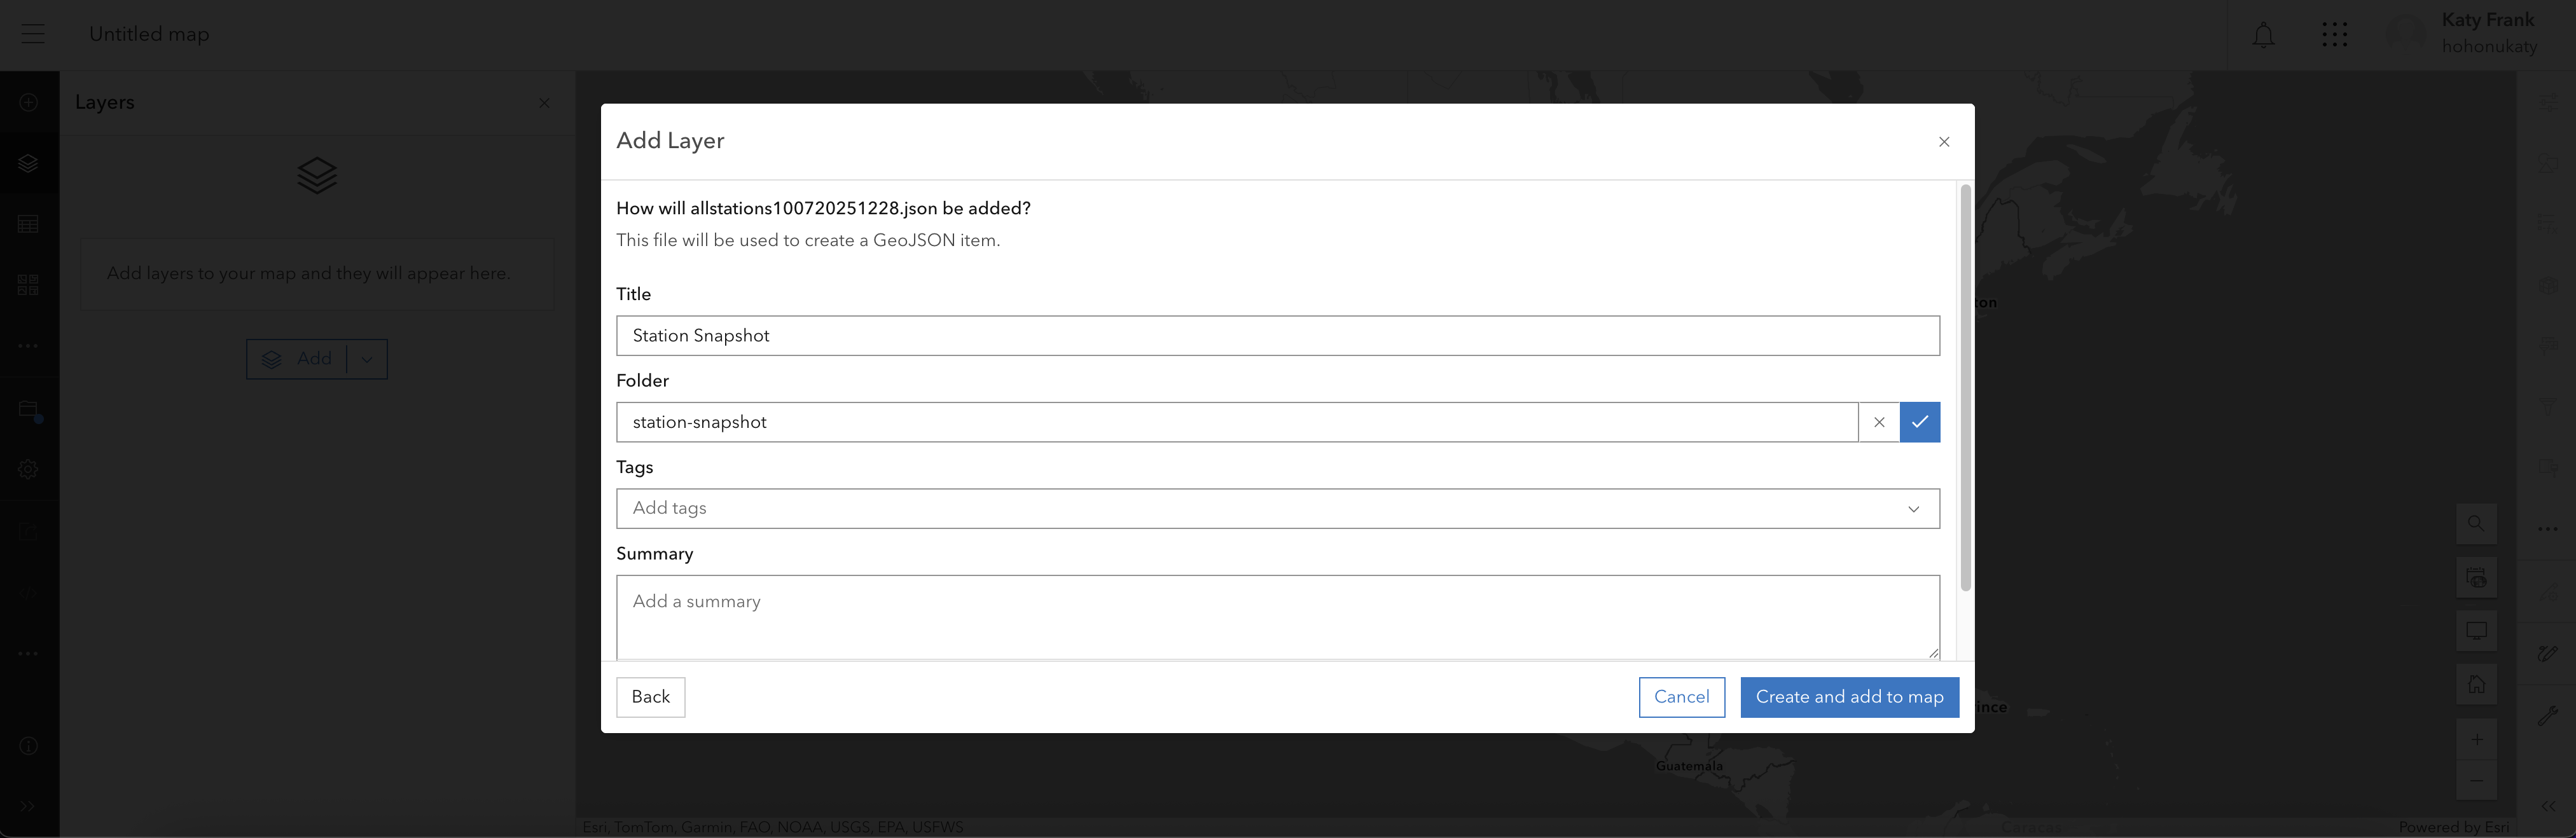 Untitled map
Katy Frank
hohonukaty
Layers
Add layers to your map and they will appear here.
Add
Add Layer
How will allstations100720251228.json be added?
This file will be used to create a GeoJSON item.
Title
Station Snapshot
Folder
station-snapshot
Tags
Add tags
Summary
Add a summary
Back
Cancel
Create and add to map
ton
ince
Guatemala
Caracas
Esri, TomTom, Garmin, FAO, NOAA, USGS, EPA, USFWS
Powered by Esri